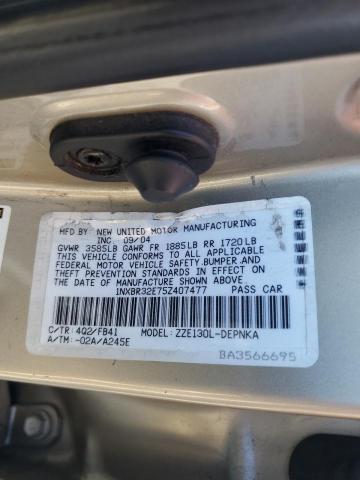 MFD BY NEW UNITED MOTOR MANUFACTURING
INC. 09/04
GVWR 3585LB GAWR FR 1885LB RR 1720LB
THIS VEHICLE CONFORMS TO ALL APPLICABLE
FEDERAL MOTOR VEHICLE SAFETY,BUMPER,AND
THEFT PREVENTION STANDARDS IN EFFECT ON
THE DATE OF MANUFACTURE SHOWN ABOVE.
1NXBR32E75Z407477 PASS CAR
C/TR: 4Q2/FB41 MODEL: ZZE130L-DEPNKA
A/TM: -02A/A245E
BA3566695